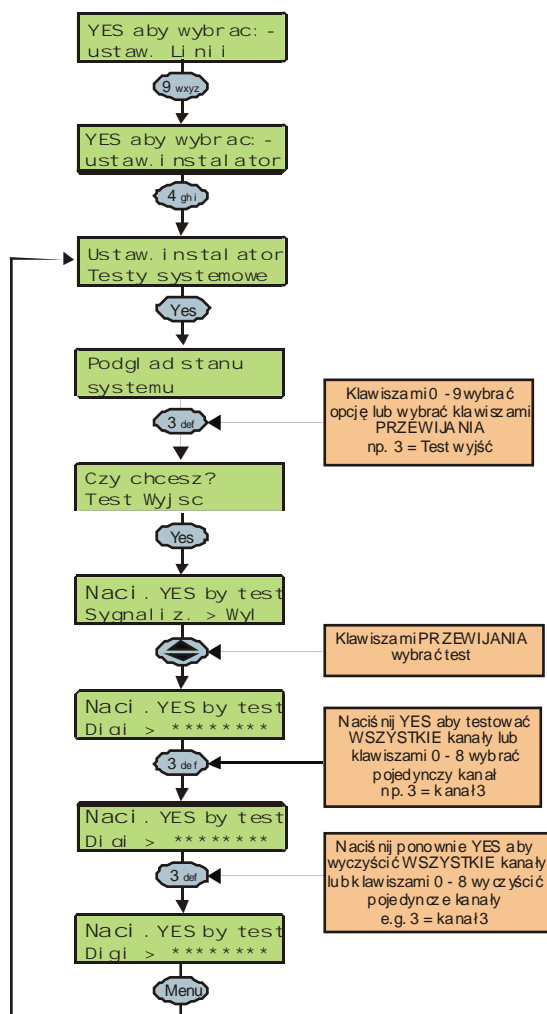 YES aby wybrac: -
ustaw. Linii
9 wxyz
YES aby wybrac: -
ustaw.instalator
4 ghi
Ustaw.instalator
Testy systemowe
Yes
Podglad stanu
systemu
3 def
Klawiszami 0 - 9 wybrać
opcję lub wybrać klawiszami
PRZEWIJANIA
np. 3 = Test wyjść
Czy chcesz?
Test Wyjsc
Yes
Naci. YES by test
Sygnaliz. > Wyl
Klawiszami PRZEWIJANIA
wybrać test
Naci. YES by test
Digi > ********
3 def
Naciśnij YES aby testować
WSZYSTKIE kanały lub
klawiszami 0 - 8 wybrać
pojedynczy kanał
np. 3 = kanał 3
Naci. YES by test
Digi > ********
3 def
Naciśnij ponownie YES aby
wyczyścić WSZYSTKIE kanały
lub klawiszami 0 - 8 wyczyścić
pojedyncze kanały
e.g. 3 = kanał 3
Naci. YES by test
Digi > ********
Menu